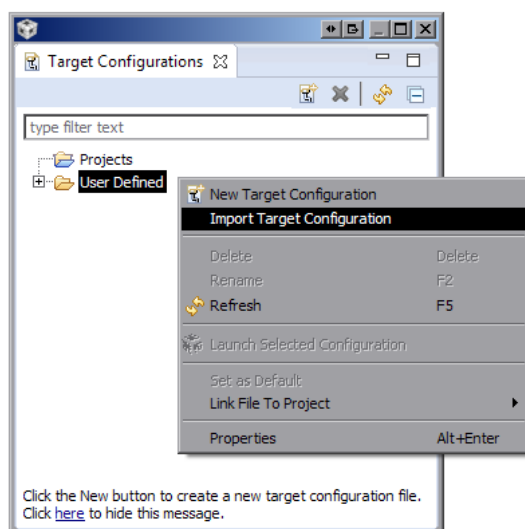 Target Configurations
type filter text
Projects
User Defined
New Target Configuration
Import Target Configuration
Delete Delete
Rename F2
Refresh F5
Launch Selected Configuration
Set as Default
Link File To Project
Properties Alt+Enter
Click the New button to create a new target configuration file.
Click here to hide this message.